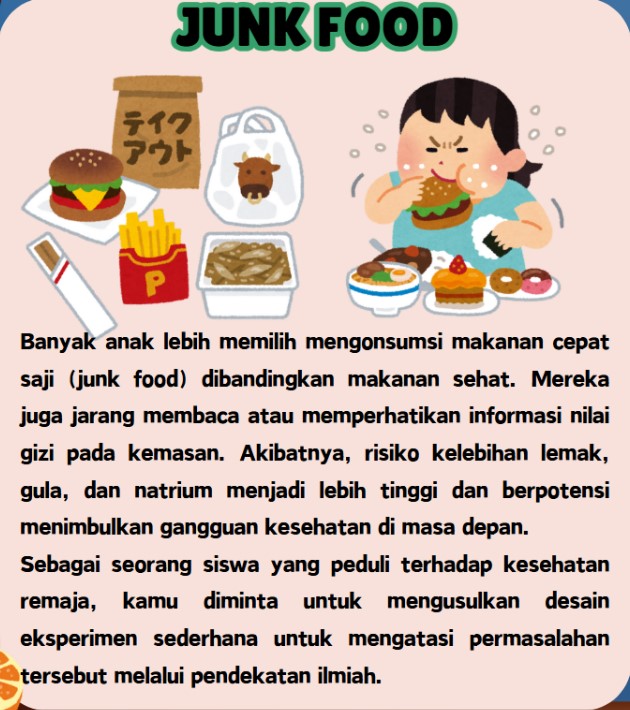 JUNK FOOD
テイク
アウト
P
Banyak anak lebih memilih mengonsumsi makanan cepat
saji (junk food) dibandingkan makanan sehat. Mereka
juga jarang membaca atau memperhatikan informasi nilai
gizi pada kemasan. Akibatnya, risiko kelebihan lemak,
gula, dan natrium menjadi lebih tinggi dan berpotensi
menimbulkan gangguan kesehatan di masa depan.
Sebagai seorang siswa yang peduli terhadap kesehatan
remaja, kamu diminta untuk mengusulkan desain
eksperimen sederhana untuk mengatasi permasalahan
tersebut melalui pendekatan ilmiah.